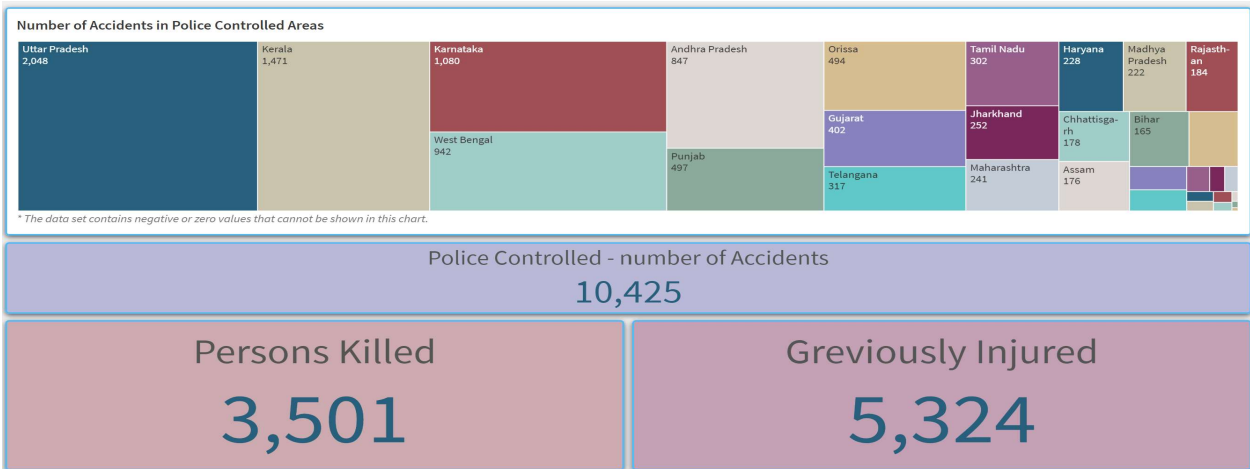 Number of Accidents in Police Controlled Areas
Uttar Pradesh
2,048
Kerala
1,471
Karnataka
1,080
West Bengal
942
Andhra Pradesh
847
Punjab
497
Orissa
494
Gujarat
402
Telangana
317
Tamil Nadu
302
Jharkhand
252
Maharashtra
241
Haryana
228
Madhya
Pradesh
222
Rajasth-
an
184
Chhattisga-
rh
178
Bihar
165
Assam
176
* The data set contains negative or zero values that cannot be shown in this chart.
Police Controlled - number of Accidents
10,425
Persons Killed
3,501
Greviously Injured
5,324